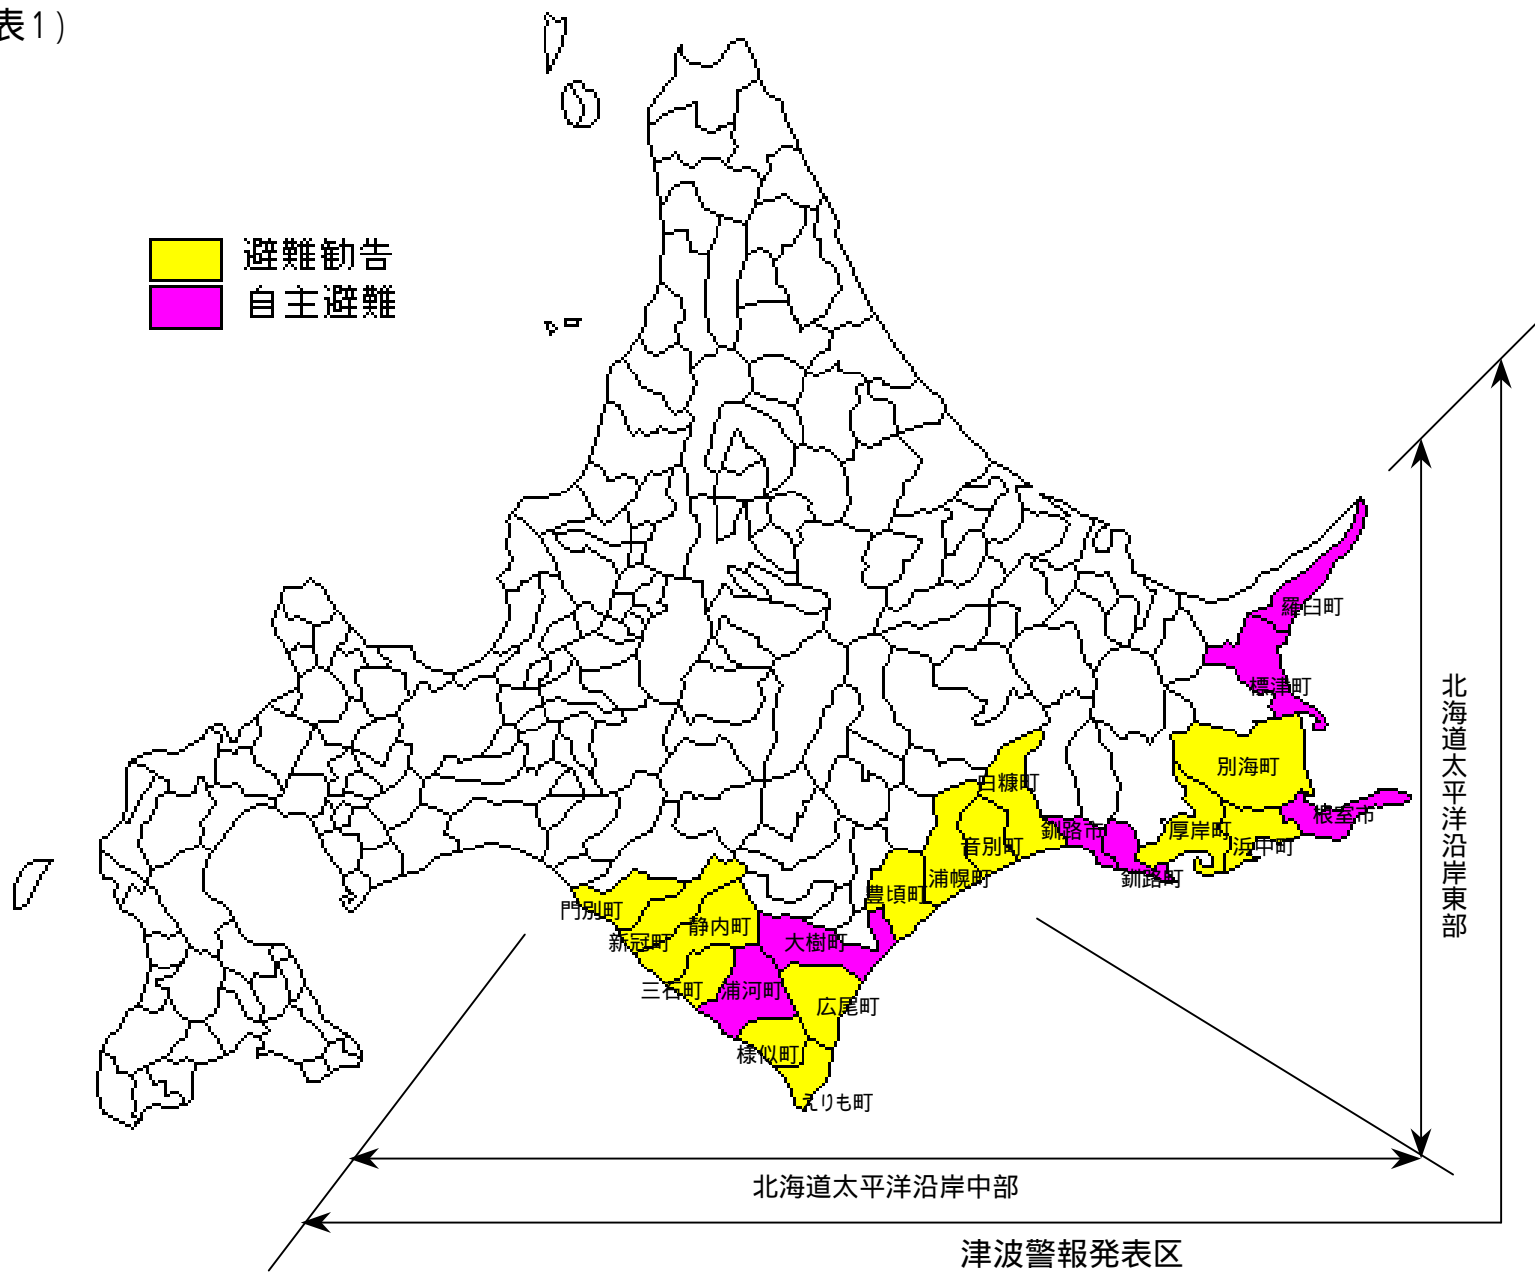 表1)
避難勧告
自主避難
羅臼町
標津町
別海町
根室市
白糠町
釧路市
厚岸町
音別町
浜中町
浦幌町
釧路町
豊頃町
門別町
静内町
新冠町
大樹町
三石町
浦河町
広尾町
様似町
えりも町
北海道太平洋沿岸東部
北海道太平洋沿岸中部
津波警報発表区